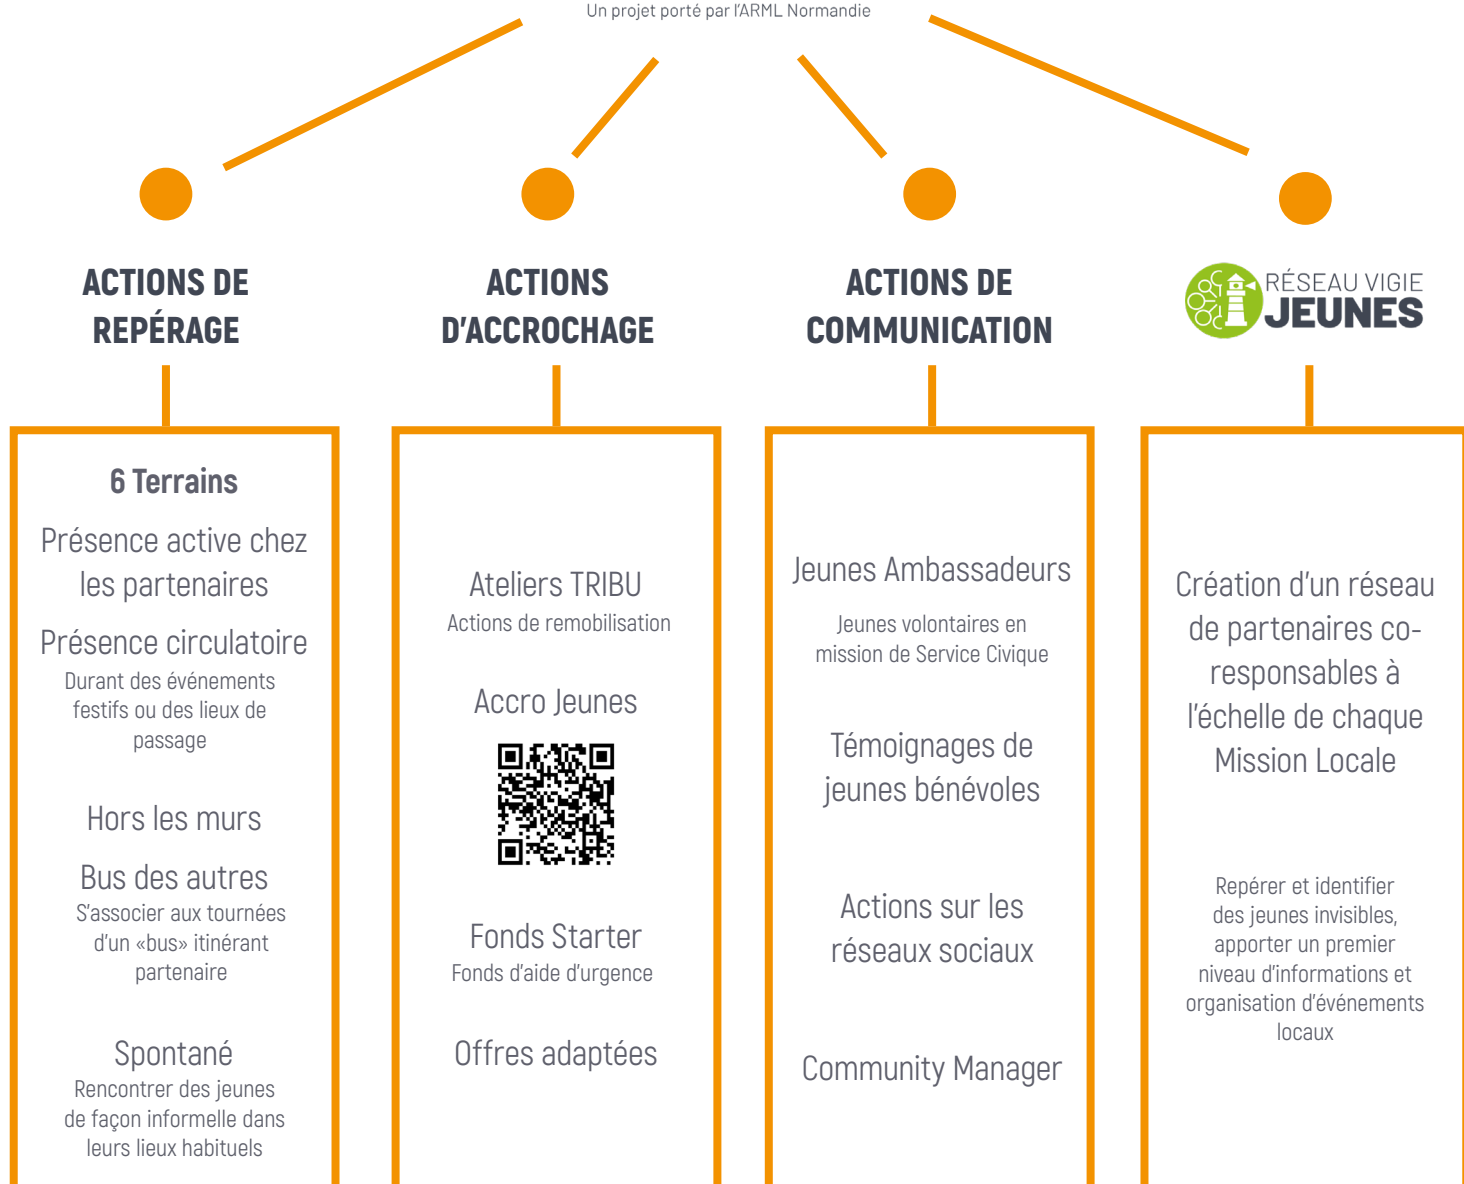 Un projet porté par l'ARML Normandie
ACTIONS DE
REPÉRAGE
6 Terrains
Présence active chez
les partenaires
Présence circulatoire
Durant des événements
festifs ou des lieux de
passage
Hors les murs
Bus des autres
S'associer aux tournées
d'un «bus» itinérant
partenaire
Spontané
Rencontrer des jeunes
de façon informelle dans
leurs lieux habituels
ACTIONS
D'ACCROCHAGE
Ateliers TRIBU
Actions de remobilisation
Accro Jeunes
Fonds Starter
Fonds d'aide d'urgence
Offres adaptées
ACTIONS DE
COMMUNICATION
Jeunes Ambassadeurs
Jeunes volontaires en
mission de Service Civique
Témoignages de
jeunes bénévoles
Actions sur les
réseaux sociaux
Community Manager
RÉSEAU VIGIE
JEUNES
Création d'un réseau
de partenaires co-
responsables à
l'échelle de chaque
Mission Locale
Repérer et identifier
des jeunes invisibles,
apporter un premier
niveau d'informations et
organisation d'événements
locaux